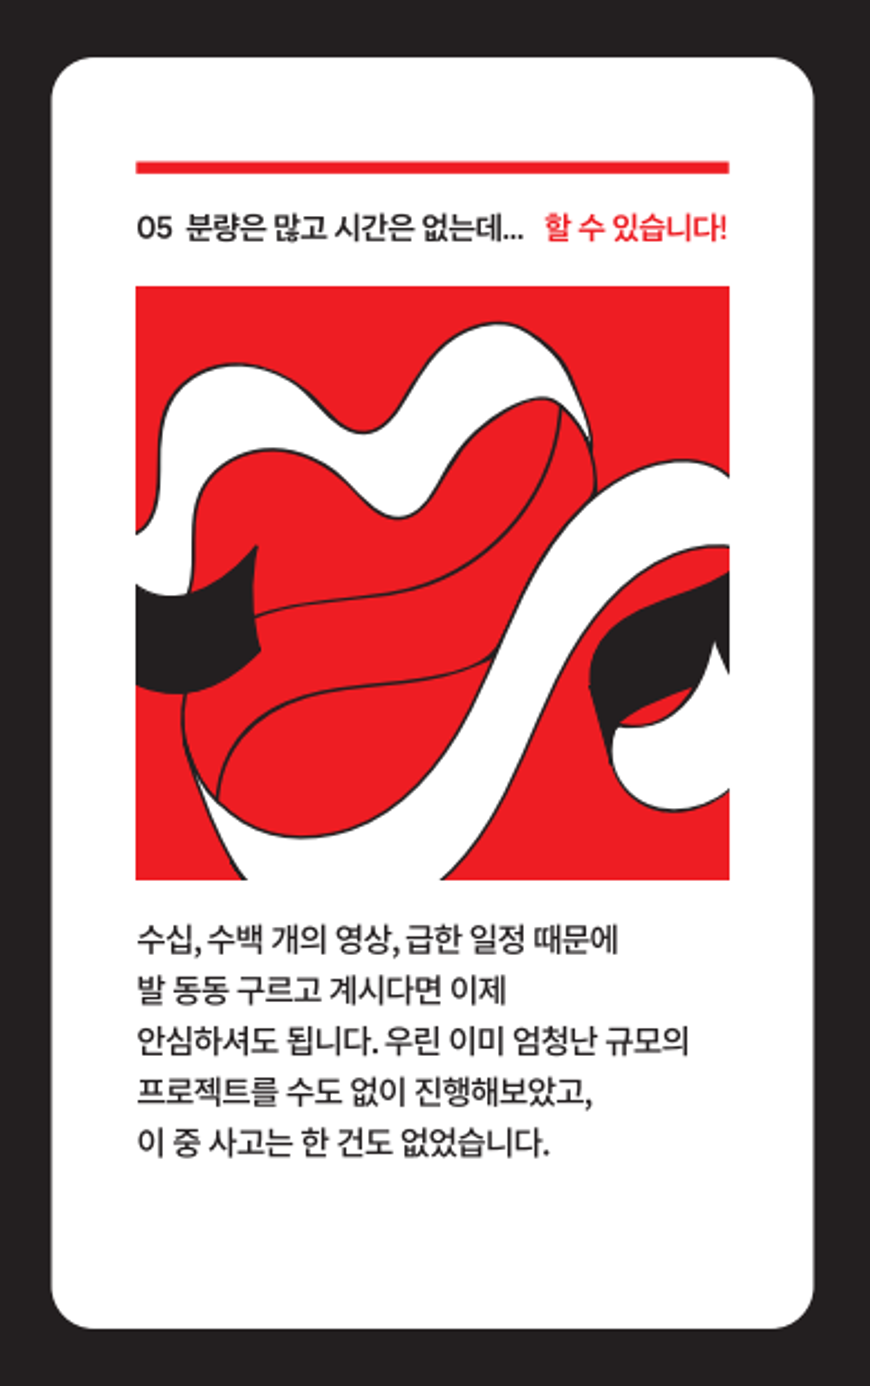 05 분량은 많고 시간은 없는데... 할 수 있습니다!
수십, 수백 개의 영상, 급한 일정 때문에
발 동동 구르고 계시다면 이제
안심하셔도 됩니다. 우린 이미 엄청난 규모의
프로젝트를 수도 없이 진행해보았고,
이 중 사고는 한 건도 없었습니다.